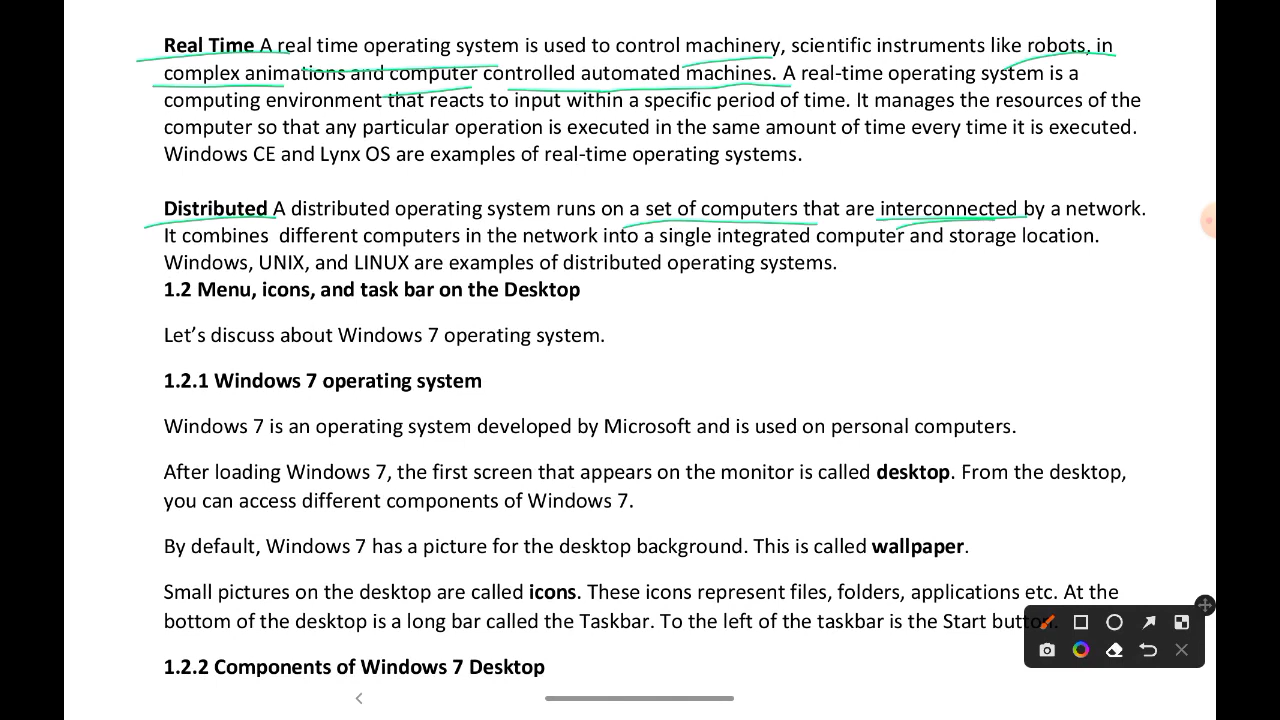 Real Time A real time operating system is used to control machinery, scientific instruments like robots, in
complex animations and computer controlled automated machines. A real-time operating system is a
computing environment that reacts to input within a specific period of time. It manages the resources of the
computer so that any particular operation is executed in the same amount of time every time it is executed.
Windows CE and Lynx OS are examples of real-time operating systems.
Distributed A distributed operating system runs on a set of computers that are interconnected by a network.
It combines different computers in the network into a single integrated computer and storage location.
Windows, UNIX, and LINUX are examples of distributed operating systems.
1.2 Menu, icons, and task bar on the Desktop
Let’s discuss about Windows 7 operating system.
1.2.1 Windows 7 operating system
Windows 7 is an operating system developed by Microsoft and is used on personal computers.
After loading Windows 7, the first screen that appears on the monitor is called desktop. From the desktop,
you can access different components of Windows 7.
By default, Windows 7 has a picture for the desktop background. This is called wallpaper.
Small pictures on the desktop are called icons. These icons represent files, folders, applications etc. At the
bottom of the desktop is a long bar called the Taskbar. To the left of the taskbar is the Start button.
1.2.2 Components of Windows 7 Desktop